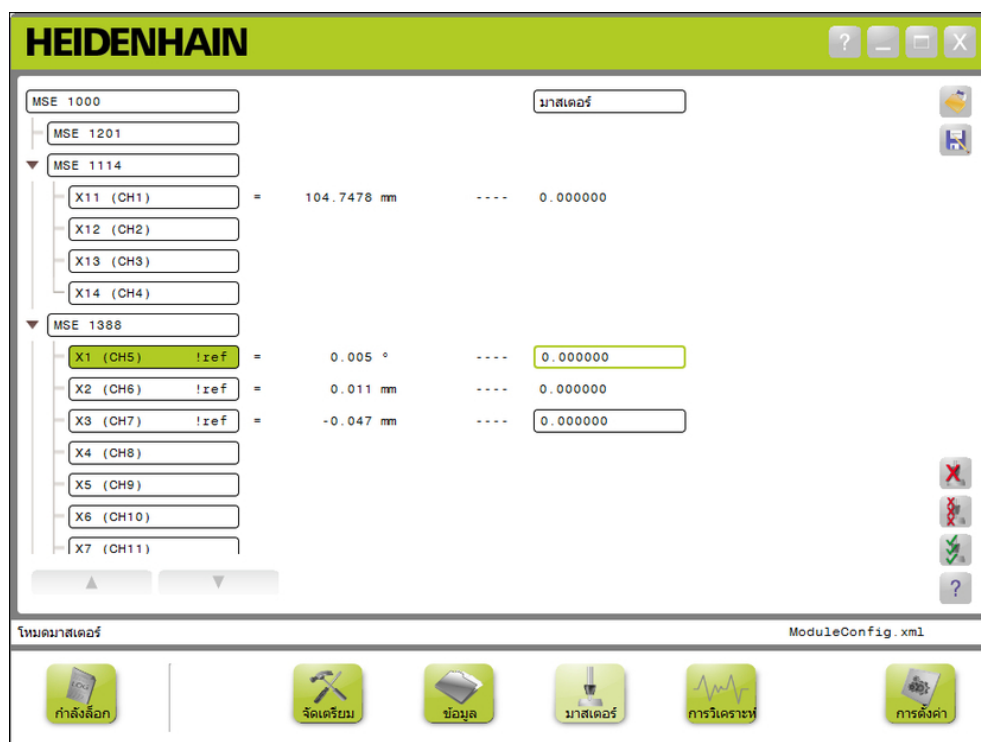 HEIDENHAIN
? _ X
MSE 1000 มาสเตอร์
MSE 1201
MSE 1114
X11 (CH1) = 104.7478 mm ---- 0.000000
X12 (CH2)
X13 (CH3)
X14 (CH4)
MSE 1388
X1 (CH5) !ref = 0.005 ° ---- 0.000000
X2 (CH6) !ref = 0.011 mm ---- 0.000000
X3 (CH7) !ref = -0.047 mm ---- 0.000000
X4 (CH8)
X5 (CH9)
X6 (CH10)
X7 (CH11)
?
โหมดมาสเตอร์ ModuleConfig.xml
LOG
กำลังล็อก จัดเตรียม ข้อมูล มาสเตอร์ การวิเคราะห์ การตั้งค่า